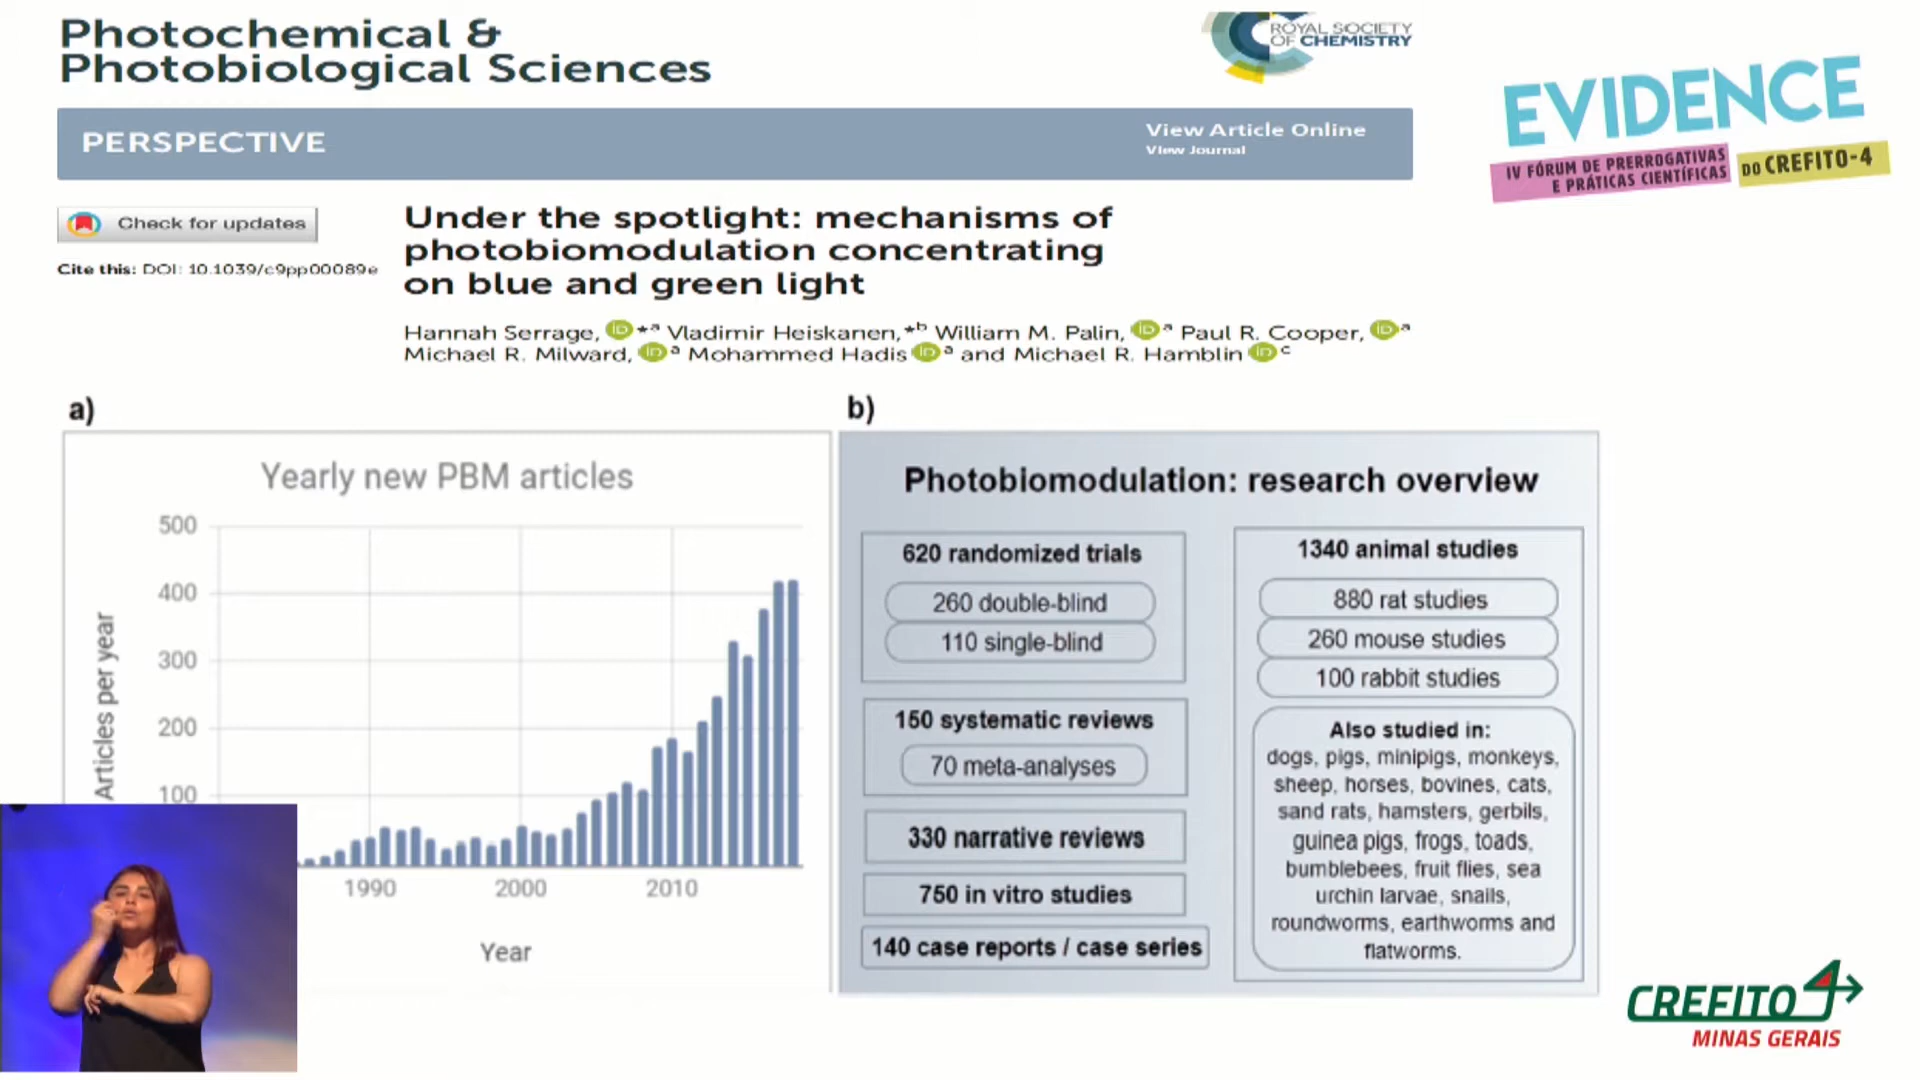 Photochemical &
Photobiological Sciences
ROYAL SOCIETY
OF CHEMISTRY
EVIDENCE
IV FÓRUM DE PRERROGATIVAS
E PRÁTICAS CIENTÍFICAS
DO CREFITO-4
PERSPECTIVE
View Article Online
View Journal
Check for updates
Cite this: DOI: 10.1039/c9pp00089e
Under the spotlight: mechanisms of
photobiomodulation concentrating
on blue and green light
Hannah Serrage, iD *a Vladimir Heiskanen,*b William M. Palin, iD a Paul R. Cooper, iD a
Michael R. Milward, iD a Mohammed Hadis iD a and Michael R. Hamblin iD c
a)
Yearly new PBM articles
Articles per year
500
400
300
200
100
1990
2000
2010
Year
b)
Photobiomodulation: research overview
620 randomized trials
260 double-blind
110 single-blind
150 systematic reviews
70 meta-analyses
330 narrative reviews
750 in vitro studies
140 case reports / case series
1340 animal studies
880 rat studies
260 mouse studies
100 rabbit studies
Also studied in:
dogs, pigs, minipigs, monkeys,
sheep, horses, bovines, cats,
sand rats, hamsters, gerbils,
guinea pigs, frogs, toads,
bumblebees, fruit flies, sea
urchin larvae, snails,
roundworms, earthworms and
flatworms.
CREFITO 4
MINAS GERAIS